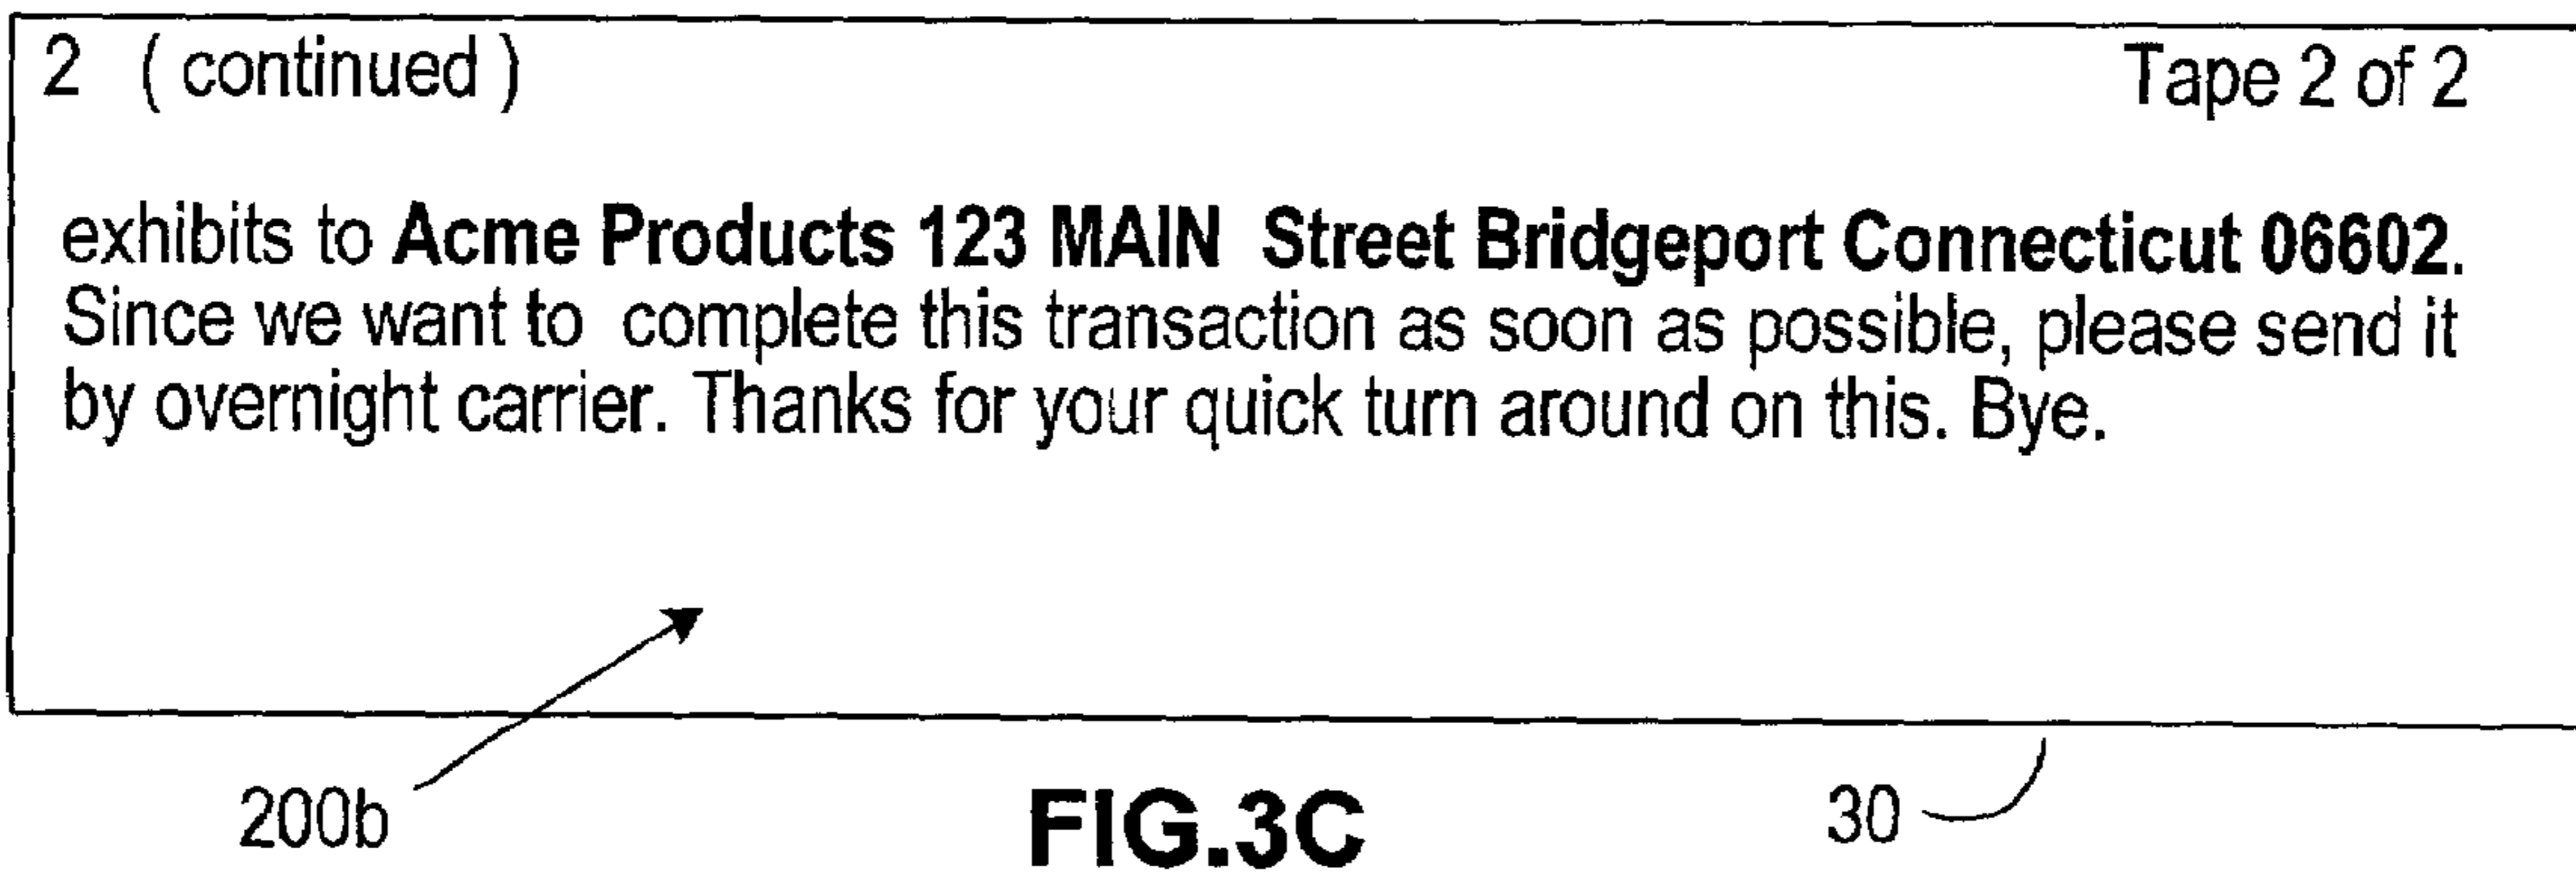 2 ( continued ) Tape 2 of 2
exhibits to Acme Products 123 MAIN Street Bridgeport Connecticut 06602.
Since we want to complete this transaction as soon as possible, please send it
by overnight carrier. Thanks for your quick turn around on this. Bye.
200b FIG.3C 30